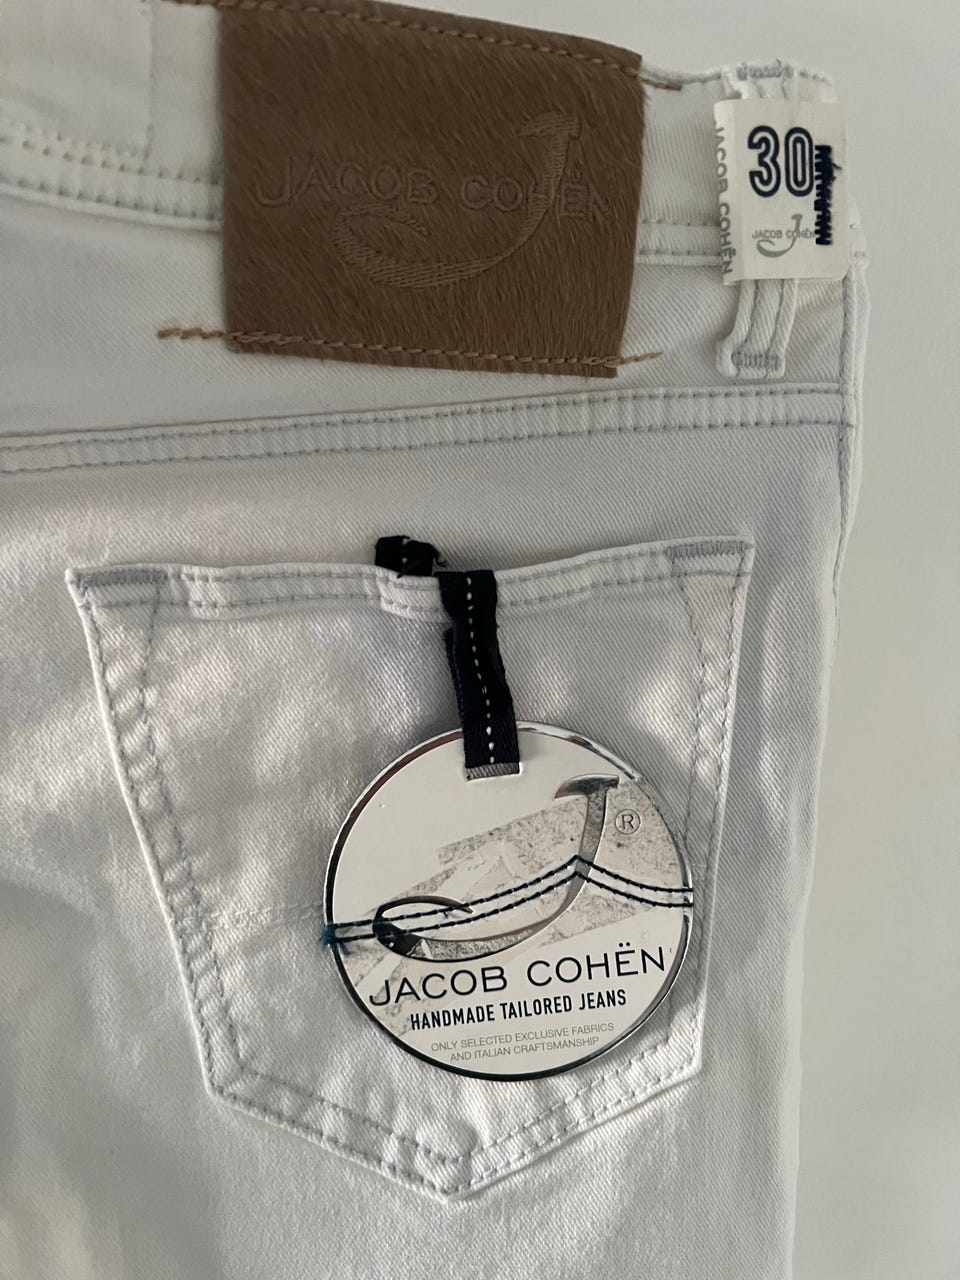 JACOB COHËN
30
JACOB COHËN
JACOB COHËN
®
JACOB COHËN
HANDMADE TAILORED JEANS
ONLY SELECTED EXCLUSIVE FABRICS
AND ITALIAN CRAFTSMANSHIP